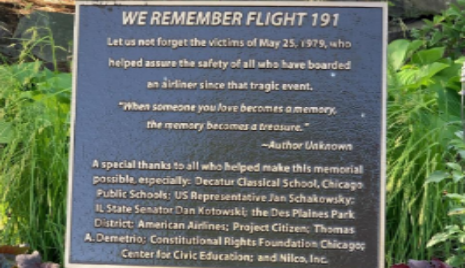 WE REMEMBER FLIGHT 191
Let us not forget the victims of May 25, 1979, who
helped assure the safety of all who have boarded
an airliner since that tragic event.
"When someone you love becomes a memory,
the memory becomes a treasure."
~Author Unknown
A special thanks to all who helped make this memorial
possible, especially: Decatur Classical School, Chicago
Public Schools; US Representative Jan Schakowsky;
IL State Senator Dan Kotowski; the Des Plaines Park
District; American Airlines; Project Citizen; Thomas
A. Demetrio; Constitutional Rights Foundation Chicago;
Center for Civic Education; and Nilco, Inc.